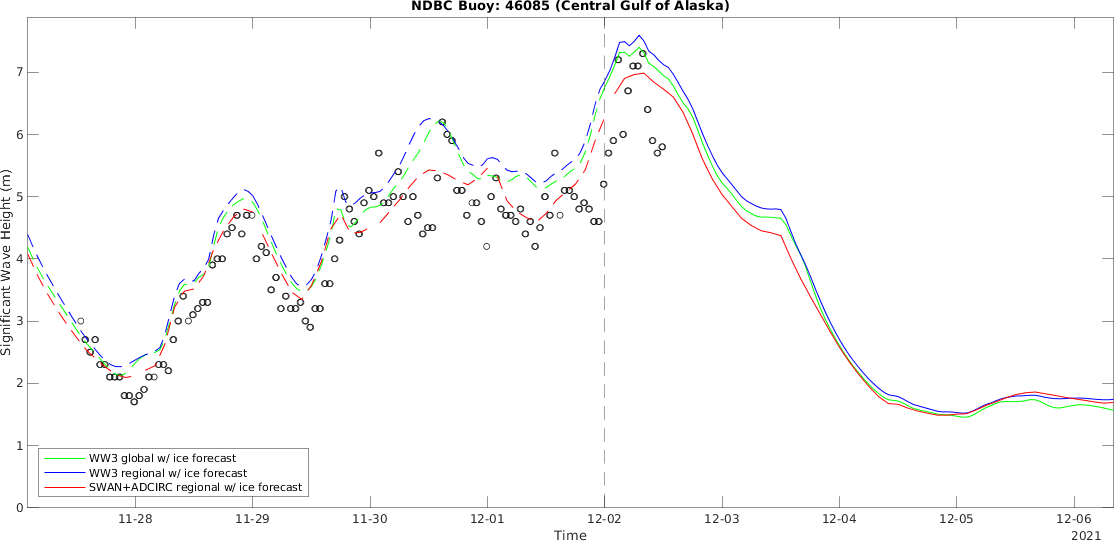 NDBC Buoy: 46085 (Central Gulf of Alaska)
Significant Wave Height (m)
7
6
5
4
3
2
1
0
WW3 global w/ ice forecast
WW3 regional w/ ice forecast
SWAN+ADCIRC regional w/ ice forecast
11-28 11-29 11-30 12-01 12-02 12-03 12-04 12-05 12-06
Time
2021